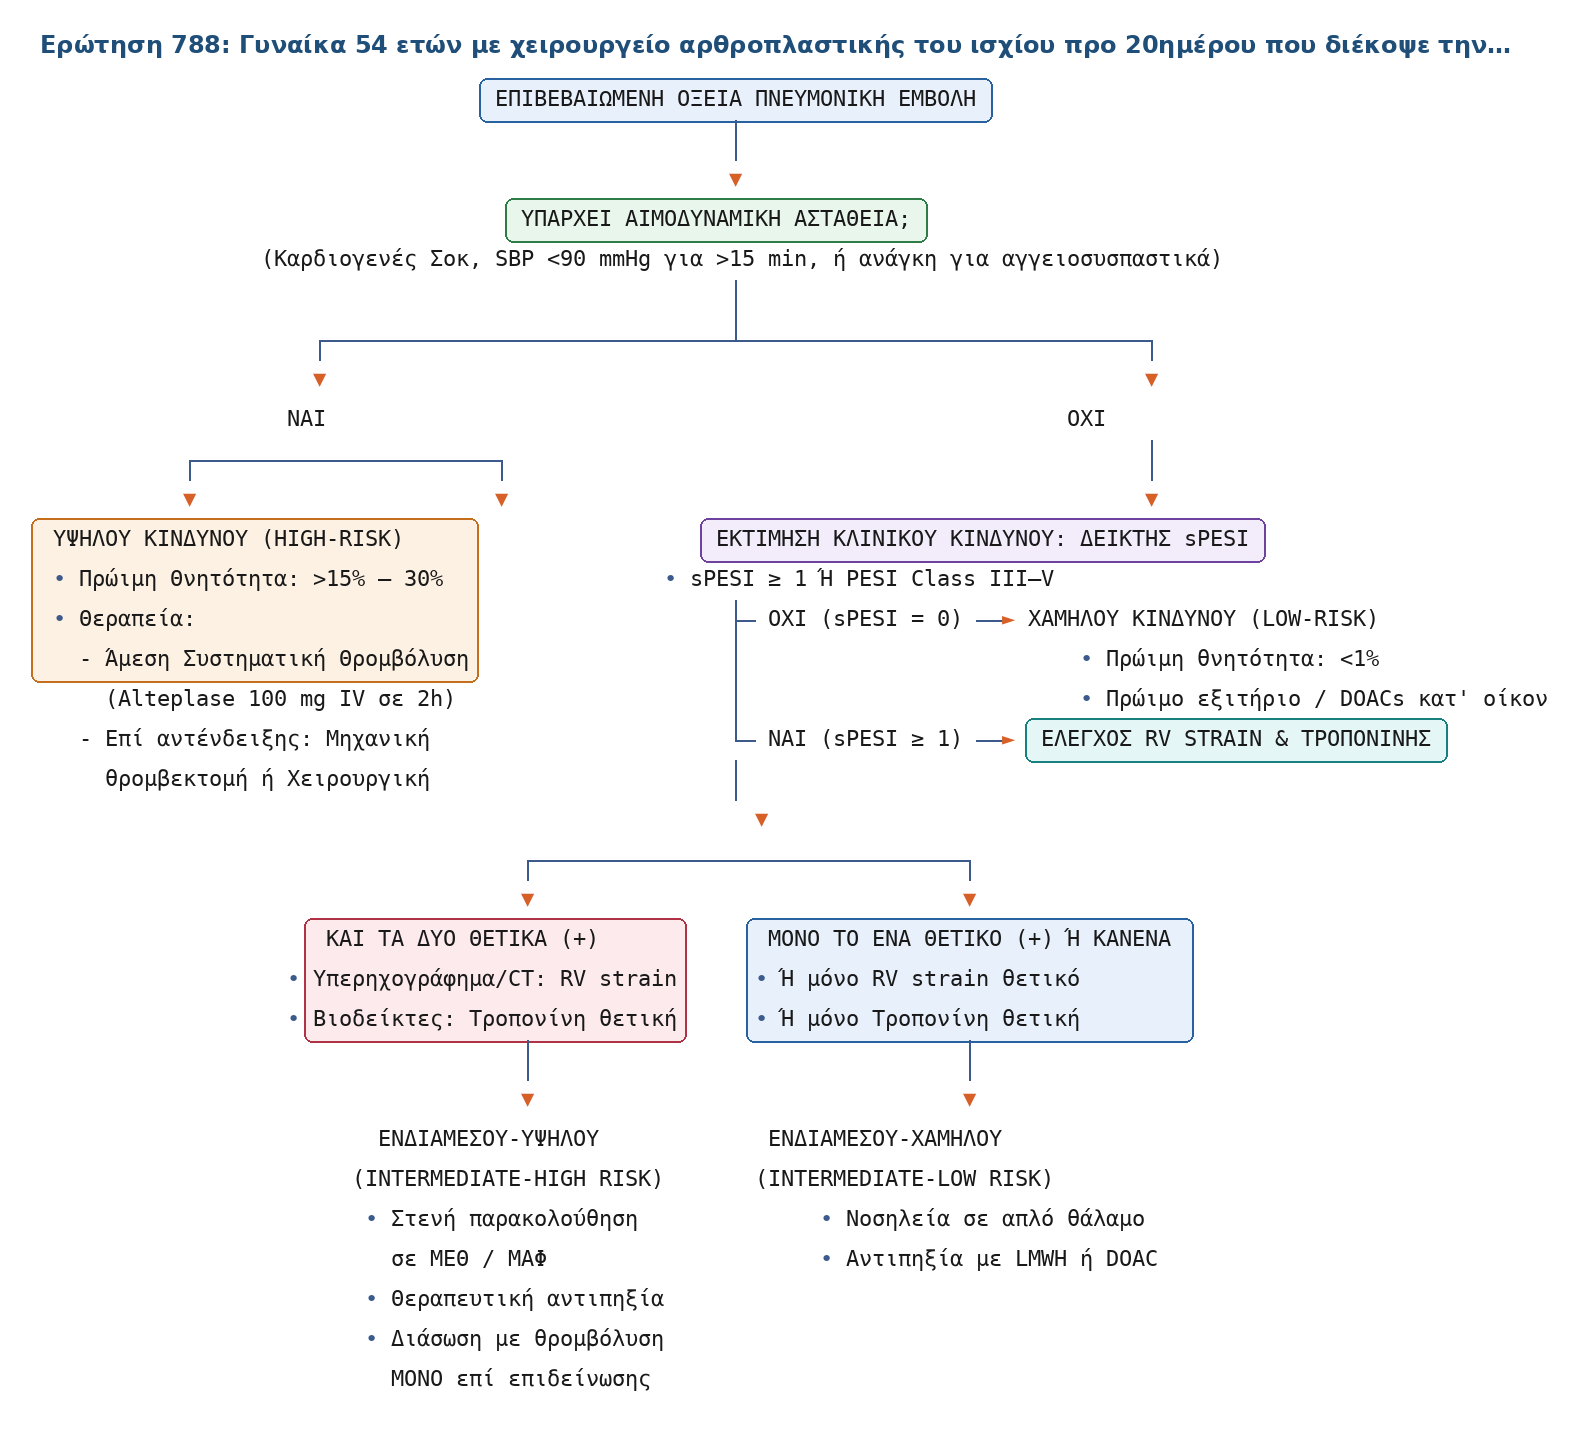 Ερώτηση 788: Γυναίκα 54 ετών με χειρουργείο αρθροπλαστικής του ισχίου προ 20ημέρου που διέκοψε την...
ΕΠΙΒΕΒΑΙΩΜΕΝΗ ΟΞΕΙΑ ΠΝΕΥΜΟΝΙΚΗ ΕΜΒΟΛΗ
ΥΠΑΡΧΕΙ ΑΙΜΟΔΥΝΑΜΙΚΗ ΑΣΤΑΘΕΙΑ;
(Καρδιογενές Σοκ, SBP <90 mmHg για >15 min, ή ανάγκη για αγγειοσυσπαστικά)
ΝΑΙ
ΟΧΙ
ΥΨΗΛΟΥ ΚΙΝΔΥΝΟΥ (HIGH-RISK)
• Πρώιμη Θνητότητα: >15% – 30%
• Θεραπεία:
- Άμεση Συστηματική Θρομβόλυση
(Alteplase 100 mg IV σε 2h)
- Επί αντένδειξης: Μηχανική
θρομβεκτομή ή Χειρουργική
ΕΚΤΙΜΗΣΗ ΚΛΙΝΙΚΟΥ ΚΙΝΔΥΝΟΥ: ΔΕΙΚΤΗΣ sPESI
• sPESI ≥ 1 Ή PESI Class III–V
ΟΧΙ (sPESI = 0)
ΧΑΜΗΛΟΥ ΚΙΝΔΥΝΟΥ (LOW-RISK)
• Πρώιμη θνητότητα: <1%
• Πρώιμο εξιτήριο / DOACs κατ' οίκον
ΝΑΙ (sPESI ≥ 1)
ΕΛΕΓΧΟΣ RV STRAIN & ΤΡΟΠΟΝΙΝΗΣ
ΚΑΙ ΤΑ ΔΥΟ ΘΕΤΙΚΑ (+)
• Υπερηχογράφημα/CT: RV strain
• Βιοδείκτες: Τροπονίνη θετική
ΜΟΝΟ ΤΟ ΕΝΑ ΘΕΤΙΚΟ (+) Ή ΚΑΝΕΝΑ
• Ή μόνο RV strain θετικό
• Ή μόνο Τροπονίνη θετική
ΕΝΔΙΑΜΕΣΟΥ-ΥΨΗΛΟΥ
(INTERMEDIATE-HIGH RISK)
• Στενή παρακολούθηση
σε ΜΕΘ / ΜΑΦ
• Θεραπευτική αντιπηξία
• Διάσωση με θρομβόλυση
ΜΟΝΟ επί επιδείνωσης
ΕΝΔΙΑΜΕΣΟΥ-ΧΑΜΗΛΟΥ
(INTERMEDIATE-LOW RISK)
• Νοσηλεία σε απλό θάλαμο
• Αντιπηξία με LMWH ή DOAC